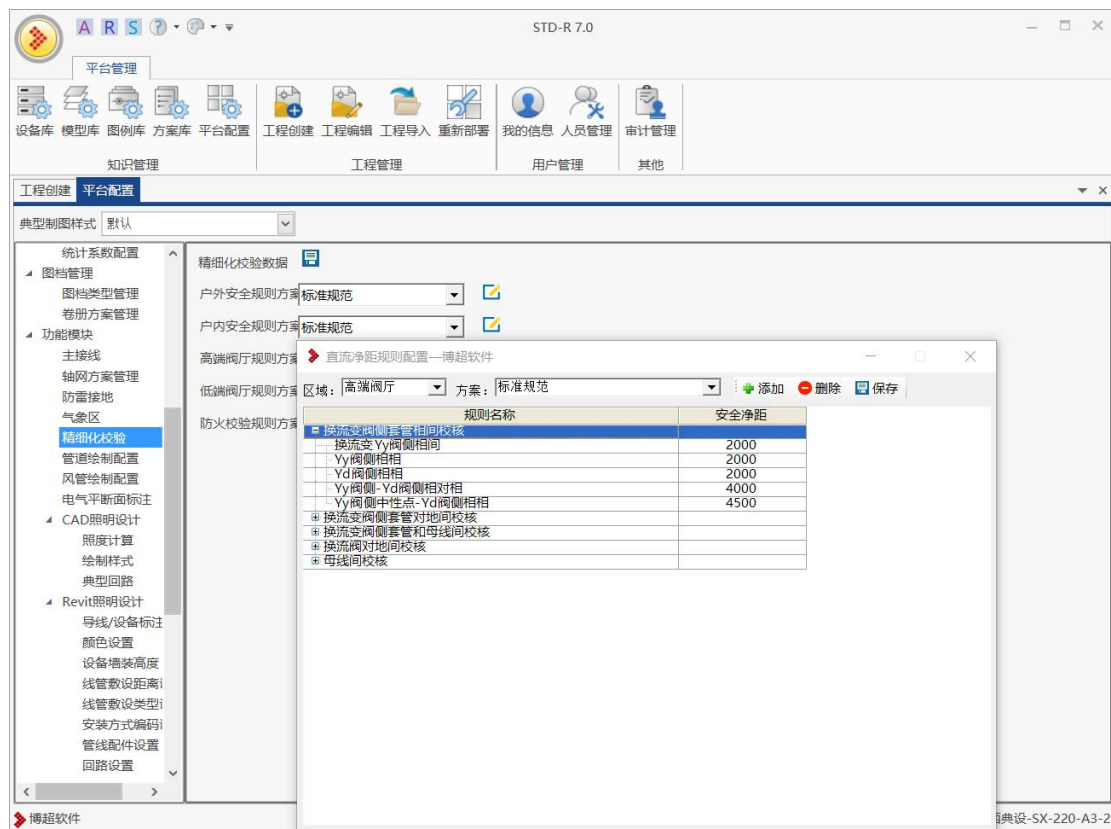 A R S
STD-R 7.0
平台管理
设备库 模型库 图例库 方案库 平台配置 工程创建 工程编辑 工程导入 重新部署 我的信息 人员管理 审计管理
知识管理 工程管理 用户管理 其他
工程创建 平台配置
典型制图样式 默认
统计系数配置
图档管理
图档类型管理
卷册方案管理
功能模块
主接线
轴网方案管理
防雷接地
气象区
精细化校验
管道绘制配置
风管绘制配置
电气平断面标注
CAD照明设计
照度计算
绘制样式
典型回路
Revit照明设计
导线/设备标注
颜色设置
设备墙装高度
线管敷设距离
线管敷设类型
安装方式编码
管线配件设置
回路设置
精细化校验数据
户外安全规则方案 标准规范
户内安全规则方案 标准规范
高端阀厅规则方案
低端阀厅规则方案
防火校验规则方案
直流净距规则配置—博超软件
区域: 高端阀厅 方案: 标准规范 添加 删除 保存
规则名称 安全净距
换流变阀侧套管相间校核
换流变Yy阀侧相间 2000
Yy阀侧相相 2000
Yd阀侧相相 2000
Yy阀侧-Yd阀侧相对相 4000
Yy阀侧中性点-Yd阀侧相相 4500
换流变阀侧套管对地间校核
换流变阀侧套管和母线间校核
换流阀对地间校核
母线间校核
博超软件
典设-SX-220-A3-2